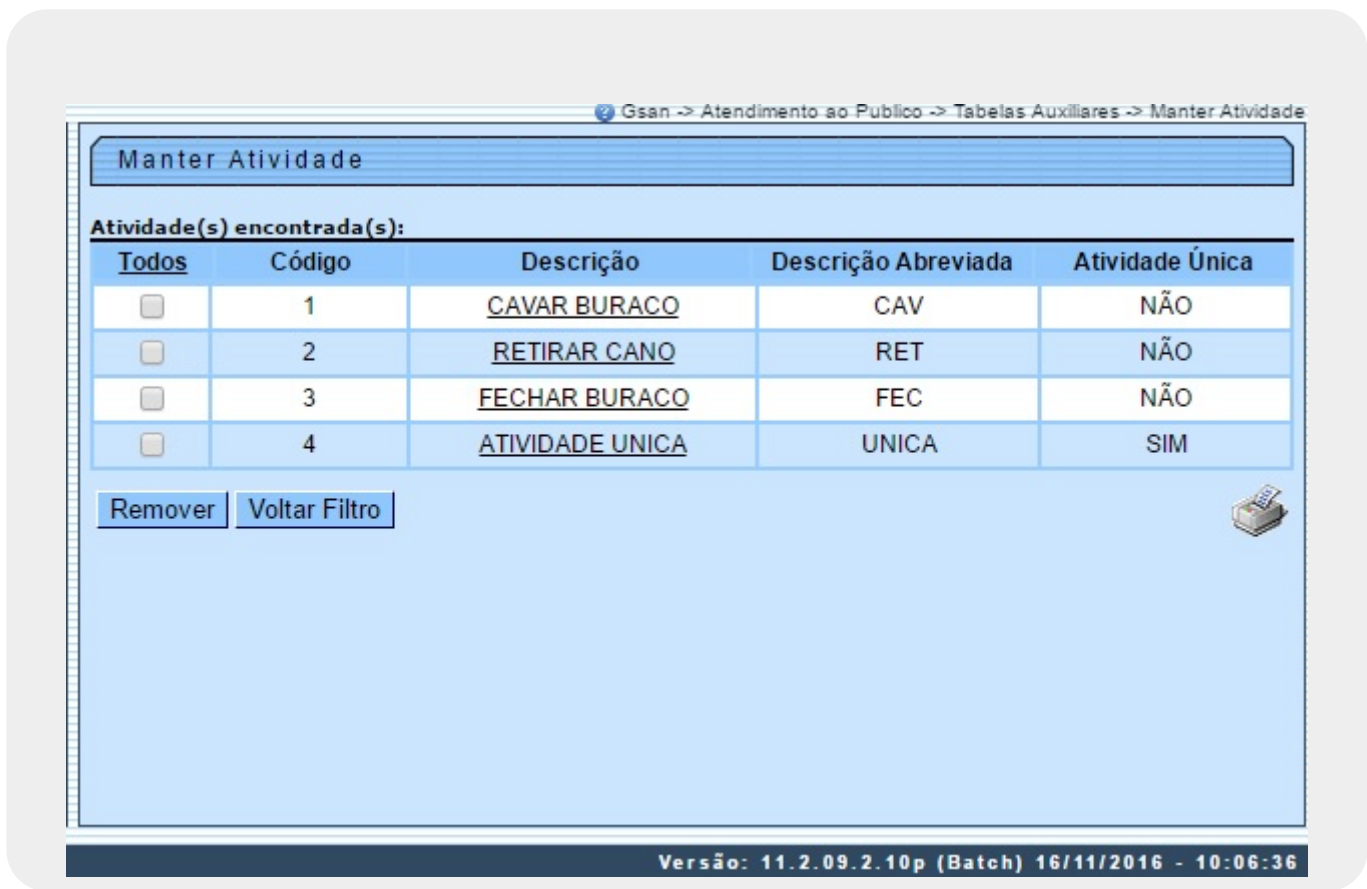 Gsan -> Atendimento ao Publico -> Tabelas Auxiliares -> Manter Atividade
Manter Atividade
Atividade(s) encontrada(s):
Todos Código Descrição Descrição Abreviada Atividade Única
1 CAVAR BURACO CAV NÃO
2 RETIRAR CANO RET NÃO
3 FECHAR BURACO FEC NÃO
4 ATIVIDADE UNICA UNICA SIM
Remover Voltar Filtro
Versão: 11.2.09.2.10p (Batch) 16/11/2016 - 10:06:36